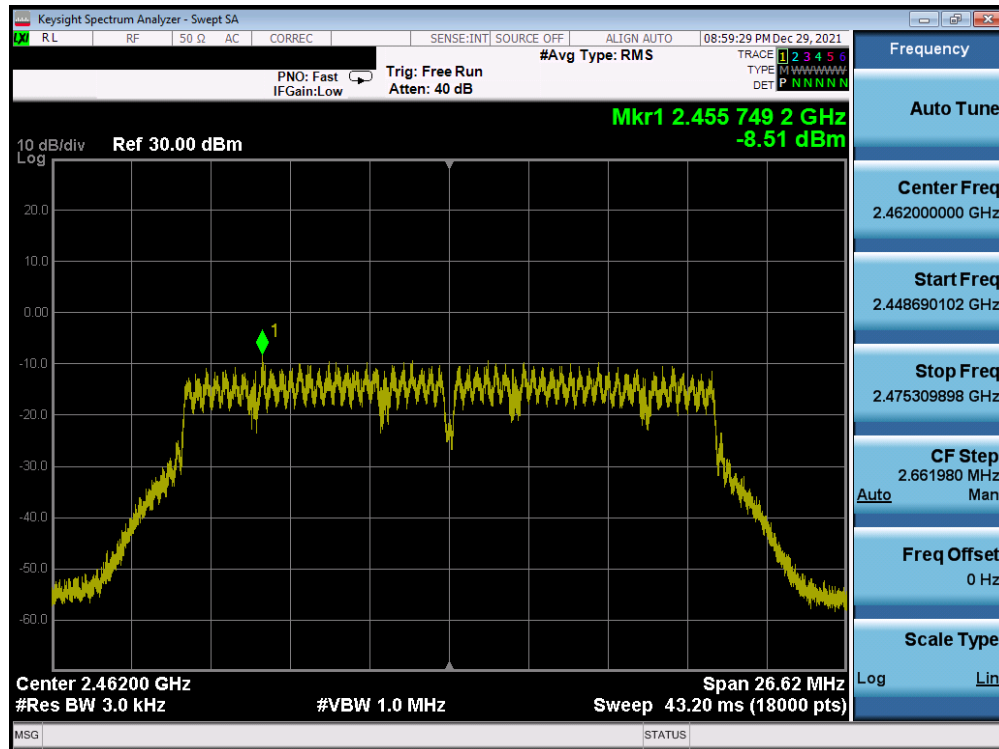 Keysight Spectrum Analyzer - Swept SA
LXI RL RF 50 Ω AC CORREC SENSE:INT SOURCE OFF ALIGN AUTO 08:59:29 PM Dec 29, 2021
#Avg Type: RMS
TRACE 1 2 3 4 5 6
TYPE M WWWWW
DET P N N N N N
PNO: Fast
IFGain:Low
Trig: Free Run
Atten: 40 dB
Mkr1 2.455 749 2 GHz
-8.51 dBm
10 dB/div
Log
Ref 30.00 dBm
20.0
10.0
0.00
-10.0
-20.0
-30.0
-40.0
-50.0
-60.0
1
Center 2.46200 GHz
#Res BW 3.0 kHz
#VBW 1.0 MHz
Span 26.62 MHz
Sweep 43.20 ms (18000 pts)
MSG
STATUS
Frequency
Auto Tune
Center Freq
2.462000000 GHz
Start Freq
2.448690102 GHz
Stop Freq
2.475309898 GHz
CF Step
2.661980 MHz
Auto Man
Freq Offset
0 Hz
Scale Type
Log Lin